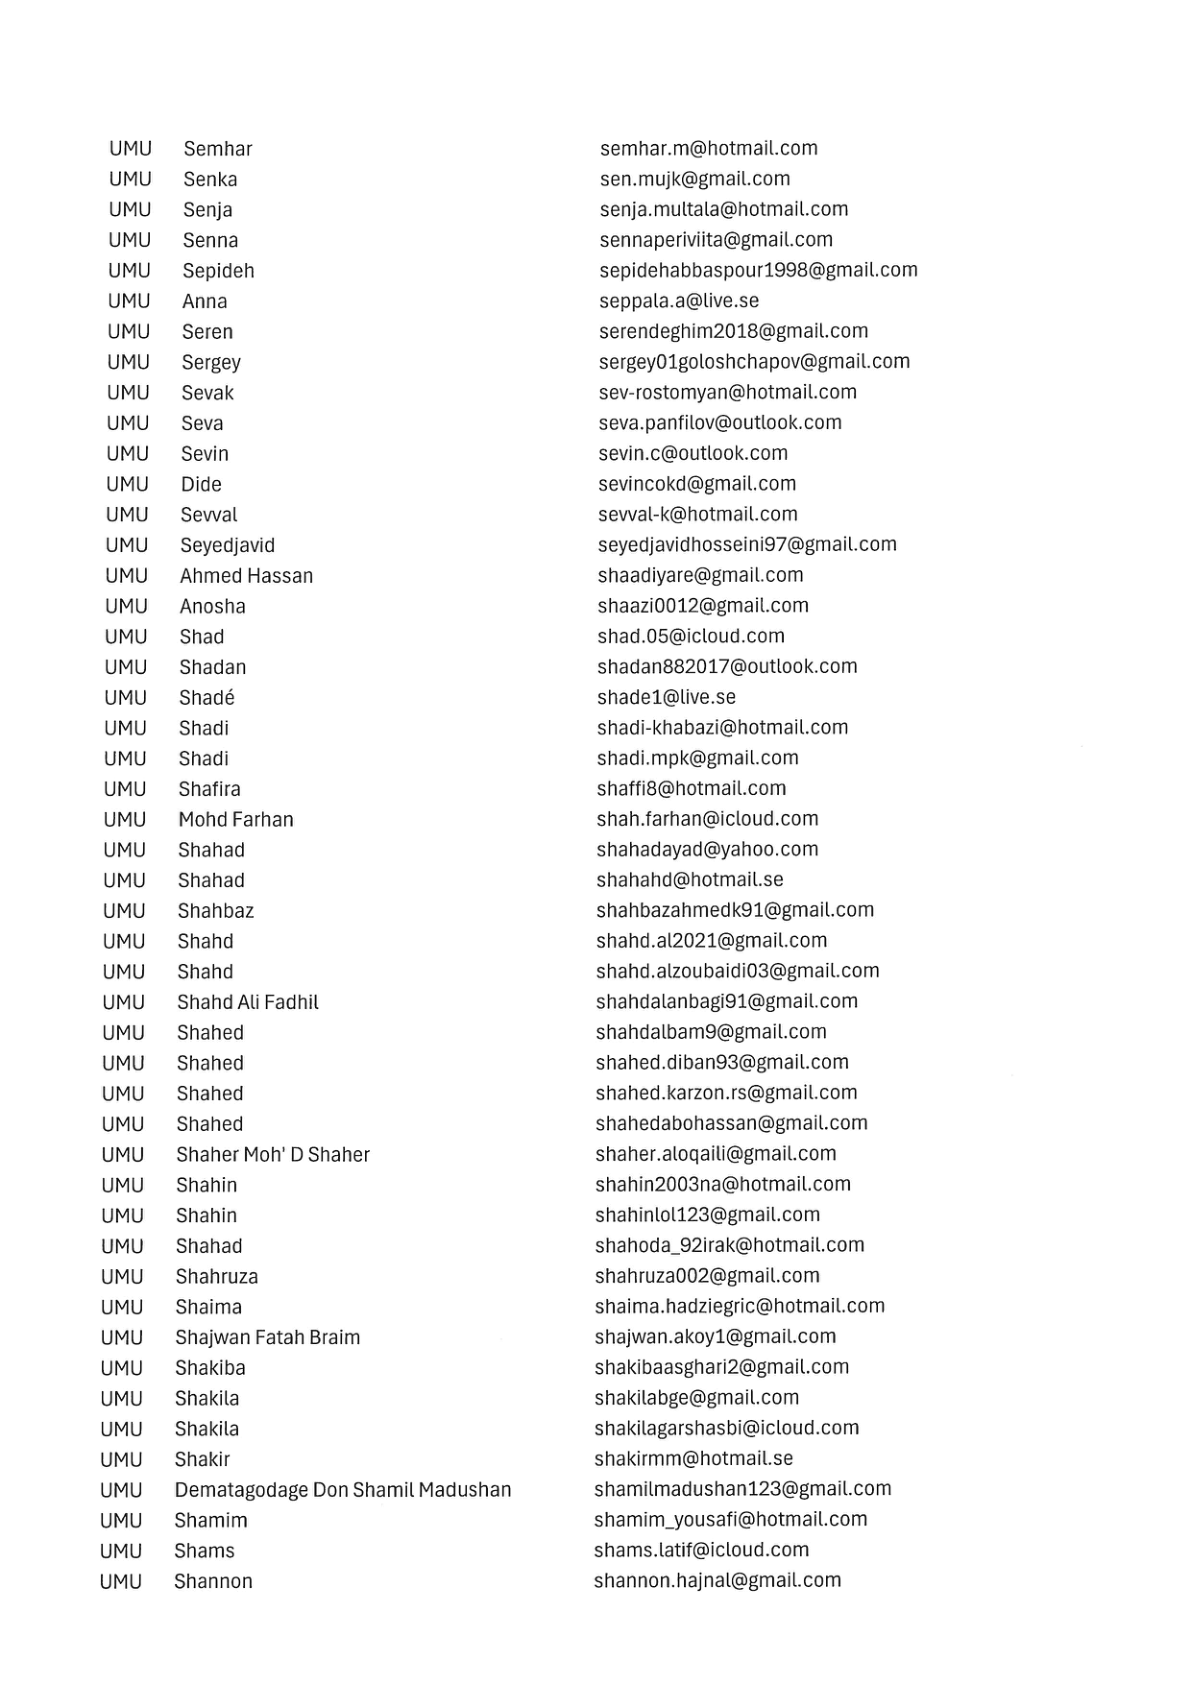 UMU Semhar semhar.m@hotmail.com
UMU Senka sen.mujk@gmail.com
UMU Senja senja.multala@hotmail.com
UMU Senna sennaperiviita@gmail.com
UMU Sepideh sepidehabbaspour1998@gmail.com
UMU Anna seppala.a@live.se
UMU Seren serendeghim2018@gmail.com
UMU Sergey sergey01goloshchapov@gmail.com
UMU Sevak sev-rostomyan@hotmail.com
UMU Seva seva.panfilov@outlook.com
UMU Sevin sevin.c@outlook.com
UMU Dide sevincokd@gmail.com
UMU Sevval sevval-k@hotmail.com
UMU Seyedjavid seyedjavidhosseini97@gmail.com
UMU Ahmed Hassan shaadiyare@gmail.com
UMU Anosha shaazi0012@gmail.com
UMU Shad shad.05@icloud.com
UMU Shadan shadan882017@outlook.com
UMU Shadé shade1@live.se
UMU Shadi shadi-khabazi@hotmail.com
UMU Shadi shadi.mpk@gmail.com
UMU Shafira shaffi8@hotmail.com
UMU Mohd Farhan shah.farhan@icloud.com
UMU Shahad shahadayad@yahoo.com
UMU Shahad shahahd@hotmail.se
UMU Shahbaz shahbazahmedk91@gmail.com
UMU Shahd shahd.al2021@gmail.com
UMU Shahd shahd.alzoubaidi03@gmail.com
UMU Shahd Ali Fadhil shahdalanbagi91@gmail.com
UMU Shahed shahdalbam9@gmail.com
UMU Shahed shahed.diban93@gmail.com
UMU Shahed shahed.karzon.rs@gmail.com
UMU Shahed shahedabohassan@gmail.com
UMU Shaher Moh' D Shaher shaher.aloqaili@gmail.com
UMU Shahin shahin2003na@hotmail.com
UMU Shahin shahinlol123@gmail.com
UMU Shahad shahoda_92irak@hotmail.com
UMU Shahruza shahruza002@gmail.com
UMU Shaima shaima.hadziegric@hotmail.com
UMU Shajwan Fatah Braim shajwan.akoy1@gmail.com
UMU Shakiba shakibaasghari2@gmail.com
UMU Shakila shakilabge@gmail.com
UMU Shakila shakilagarshasbi@icloud.com
UMU Shakir shakirmm@hotmail.se
UMU Dematagodage Don Shamil Madushan shamilmadushan123@gmail.com
UMU Shamim shamim_yousafi@hotmail.com
UMU Shams shams.latif@icloud.com
UMU Shannon shannon.hajnal@gmail.com